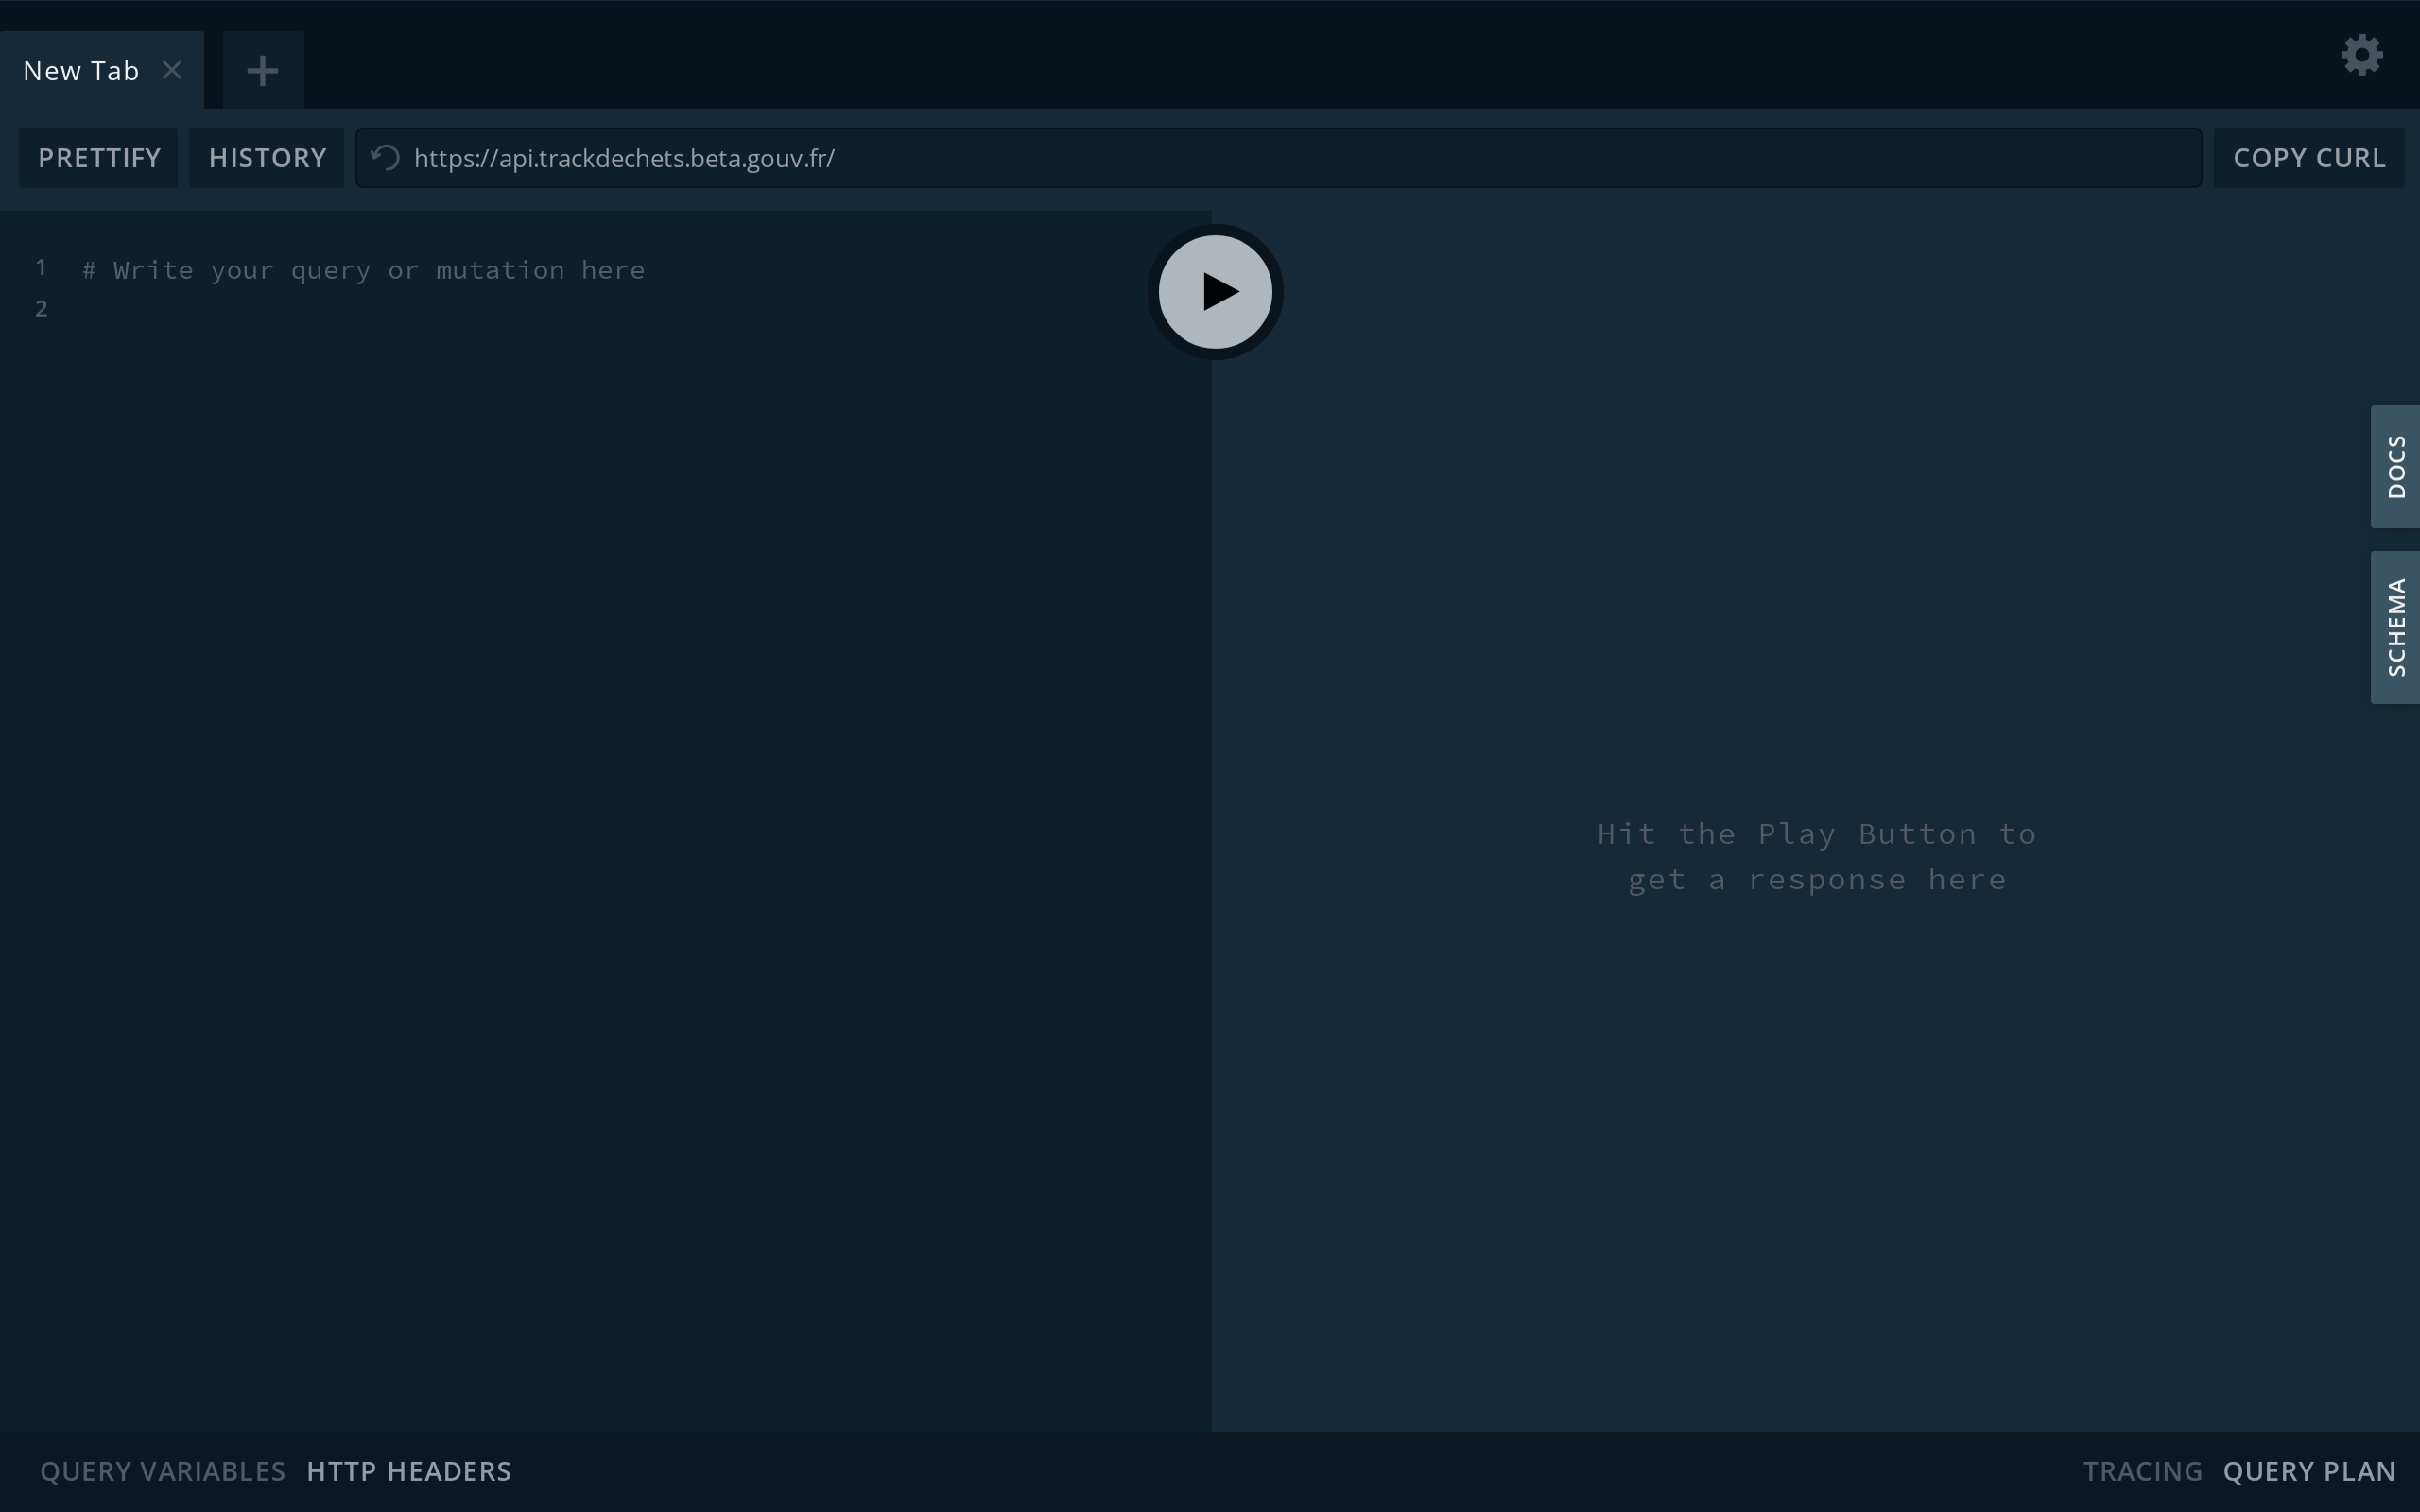 New Tab
PRETTIFY
HISTORY
https://api.trackdechets.beta.gouv.fr/
COPY CURL
1 # Write your query or mutation here
2
DOCS
SCHEMA
Hit the Play Button to
get a response here
QUERY VARIABLES HTTP HEADERS
TRACING QUERY PLAN